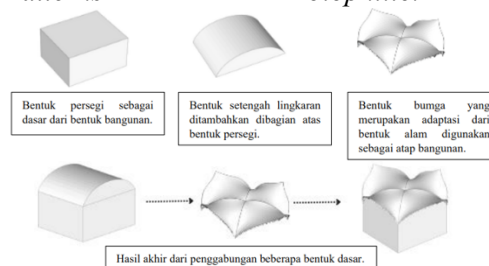 Bentuk persegi sebagai
dasar dari bentuk bangunan.
Bentuk setengah lingkaran
ditambahkan dibagian atas
bentuk persegi.
Bentuk bumga yang
merupakan adaptasi dari
bentuk alam digunakan
sebagai atap bangunan.
Hasil akhir dari penggabungan beberapa bentuk dasar.